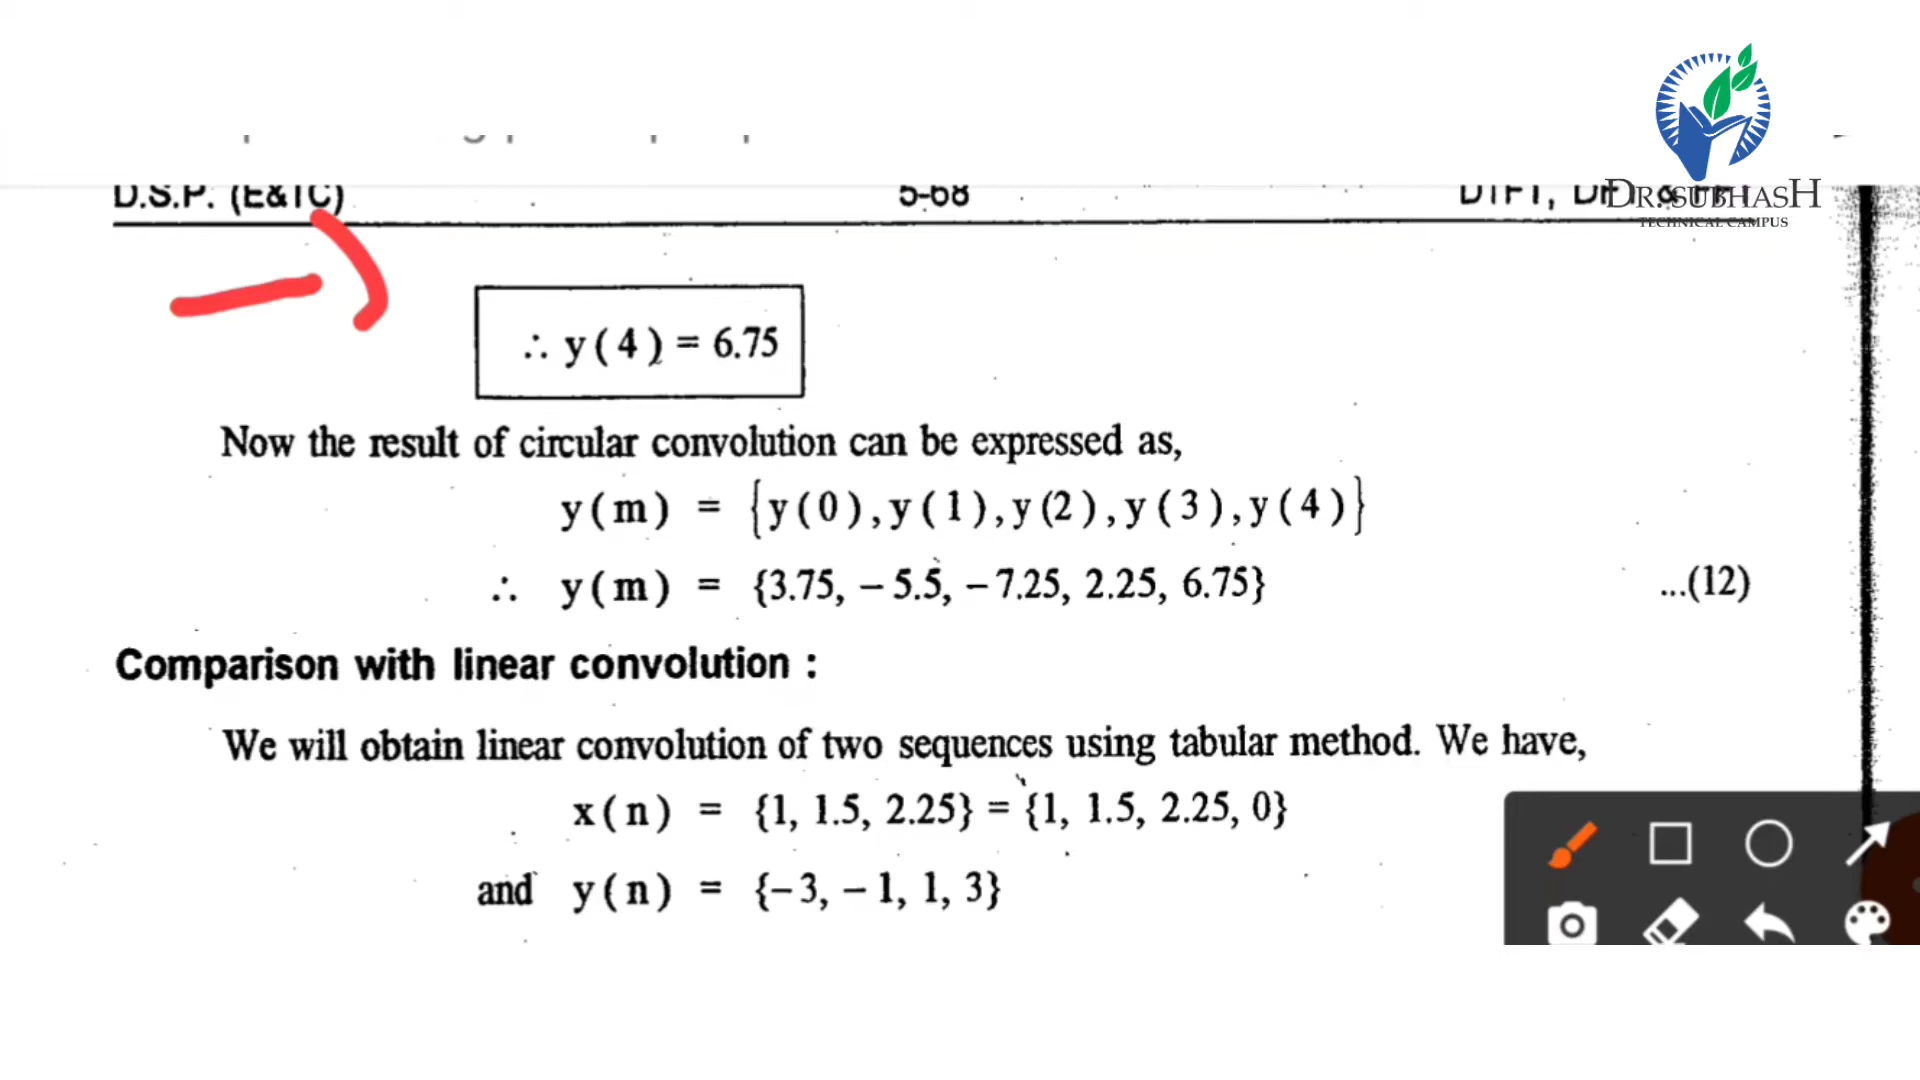 DR. SUBHASH
TECHNICAL CAMPUS
D.S.P. (E&TC)
5-68
∴ y ( 4 ) = 6.75
Now the result of circular convolution can be expressed as,
y ( m ) = {y ( 0 ) , y ( 1 ) , y (2 ) , y ( 3 ) , y ( 4 )}
∴ y ( m ) = {3.75, – 5.5, – 7.25, 2.25, 6.75} ...(12)
Comparison with linear convolution :
We will obtain linear convolution of two sequences using tabular method. We have,
x ( n ) = {1, 1.5, 2.25} = {1, 1.5, 2.25, 0}
and y ( n ) = {– 3, – 1, 1, 3}